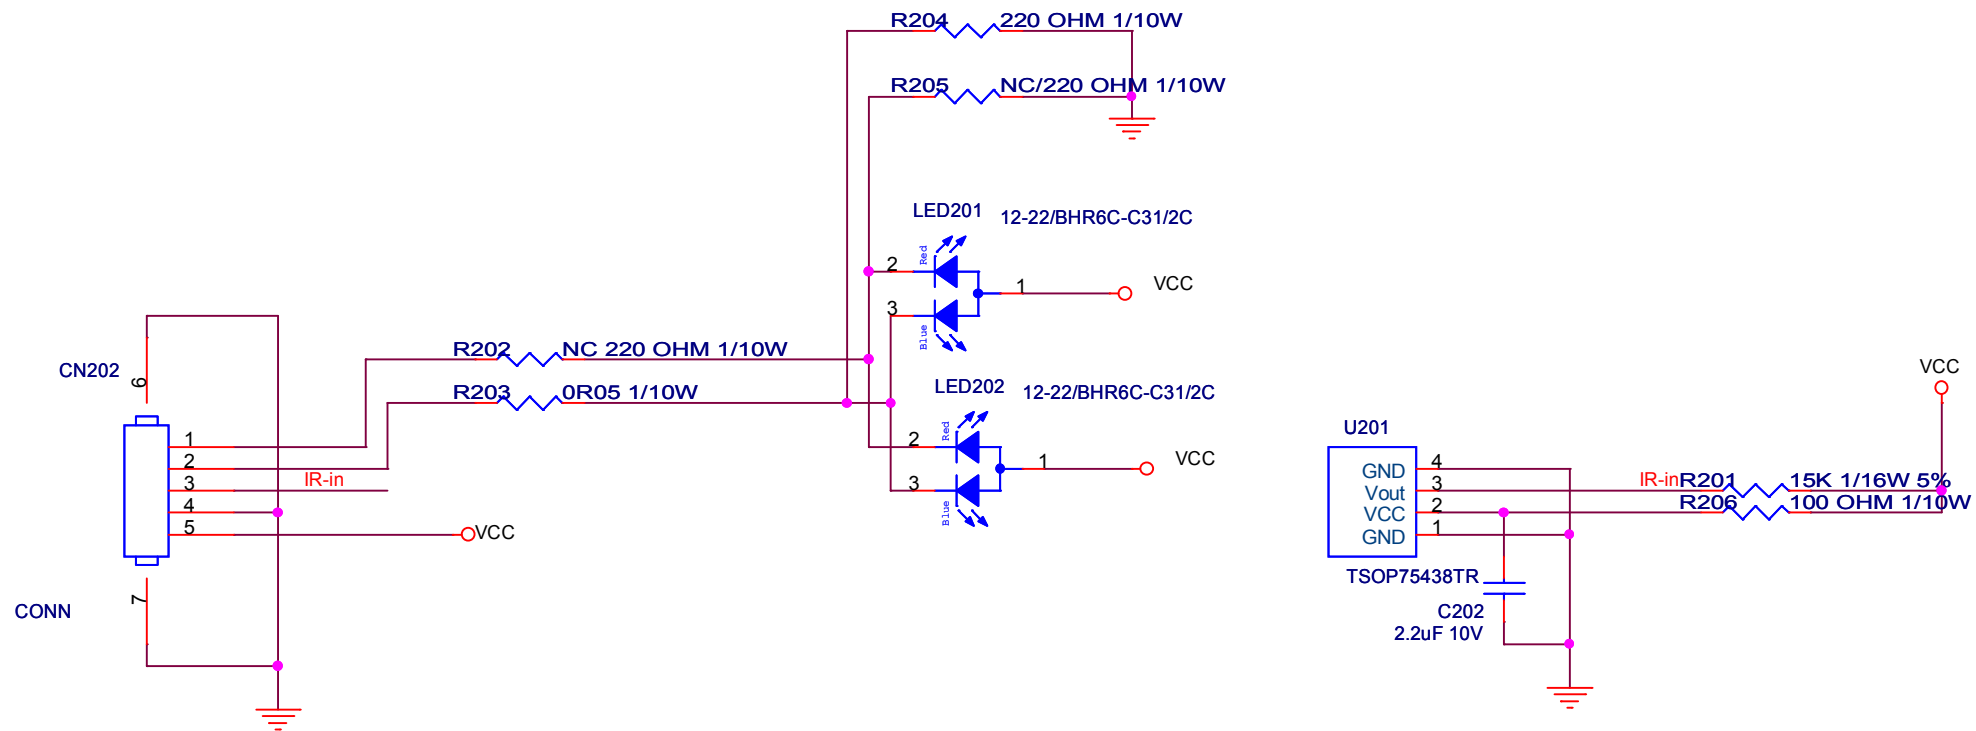 R204 220 OHM 1/10W
R205 NC/220 OHM 1/10W
LED201 12-22/BHR6C-C31/2C
2 Red
1 VCC
3 Blue
R202 NC 220 OHM 1/10W
R203 0R05 1/10W
LED202 12-22/BHR6C-C31/2C
2 Red
1 VCC
3 Blue
CN202
6
1
2
3 IR-in
4
5 VCC
7
CONN
VCC
U201
GND 4
Vout 3 IR-in R201 15K 1/16W 5%
VCC 2 R206 100 OHM 1/10W
GND 1
TSOP75438TR
C202
2.2uF 10V